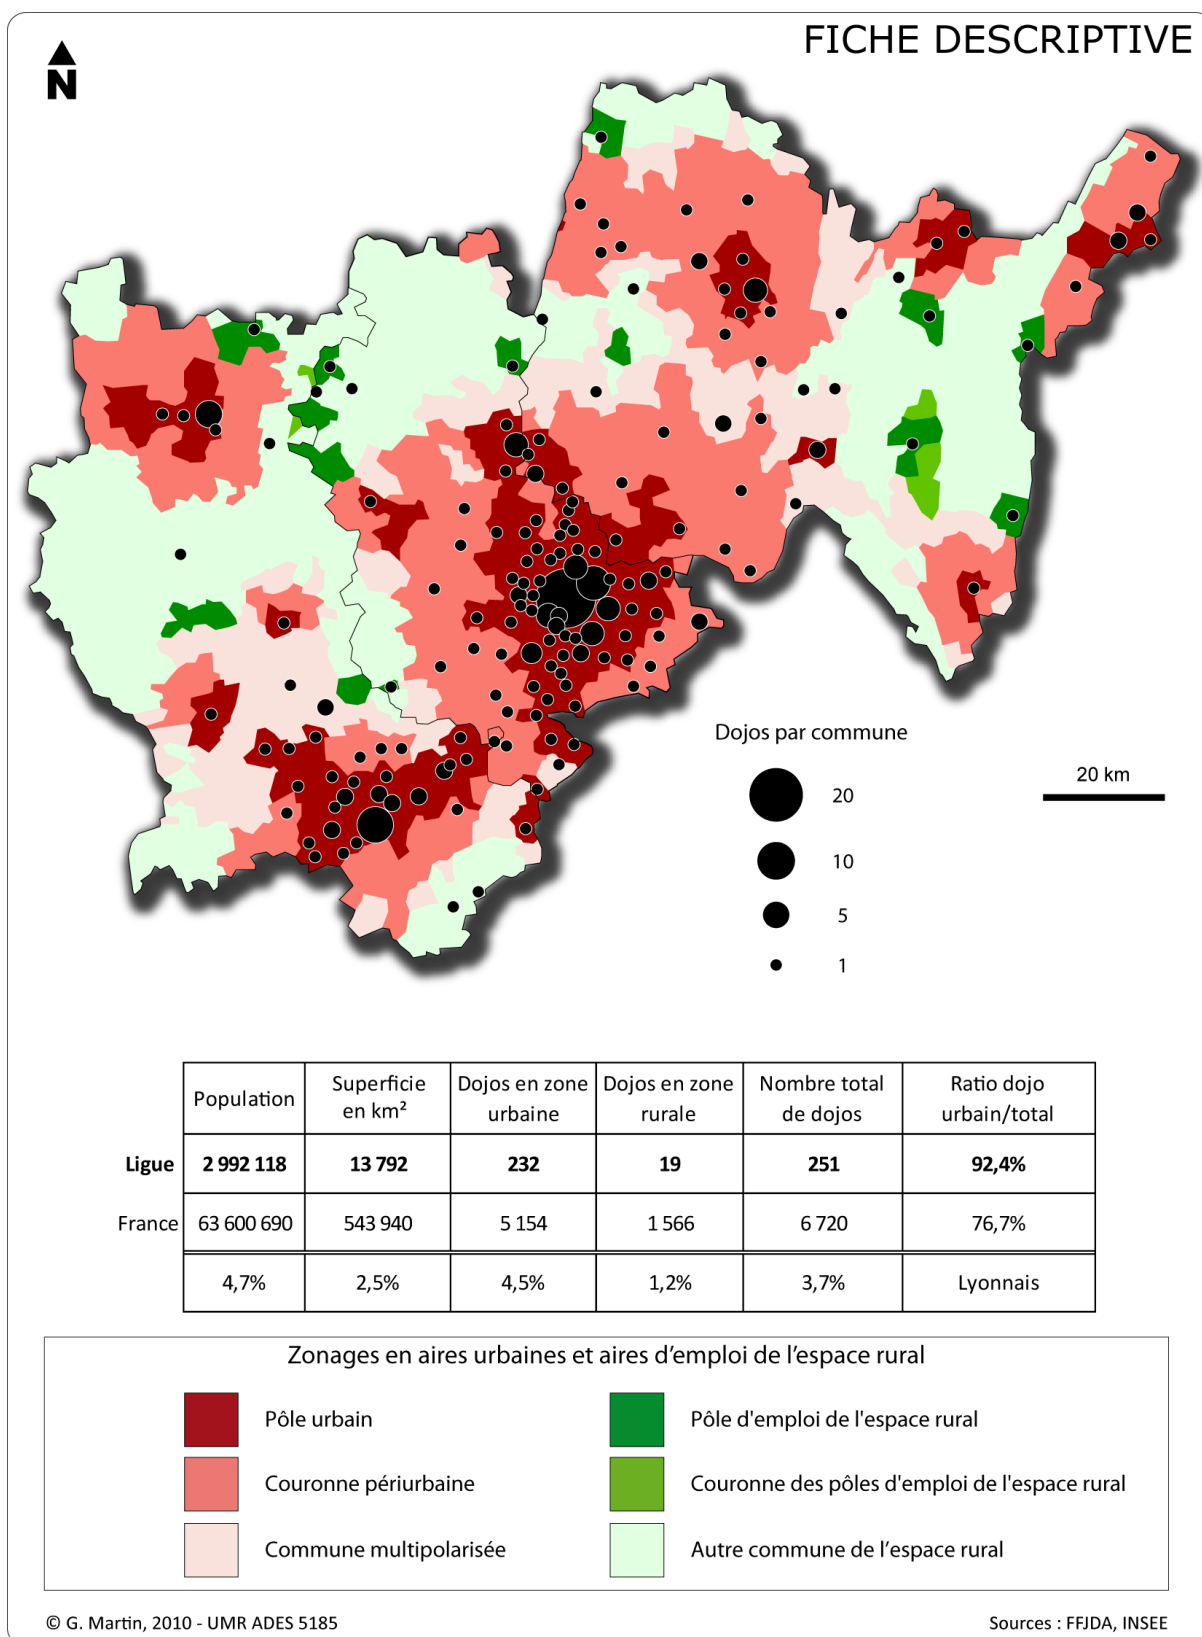 FICHE DESCRIPTIVE
N
Dojos par commune
20
10
5
1
20 km
Population
Superficie
en km²
Dojos en zone
urbaine
Dojos en zone
rurale
Nombre total
de dojos
Ratio dojo
urbain/total
Ligue 2 992 118 13 792 232 19 251 92,4%
France 63 600 690 543 940 5 154 1 566 6 720 76,7%
4,7% 2,5% 4,5% 1,2% 3,7% Lyonnais
Zonages en aires urbaines et aires d'emploi de l'espace rural
Pôle urbain
Couronne périurbaine
Commune multipolarisée
Pôle d'emploi de l'espace rural
Couronne des pôles d'emploi de l'espace rural
Autre commune de l'espace rural
© G. Martin, 2010 - UMR ADES 5185
Sources : FFJDA, INSEE